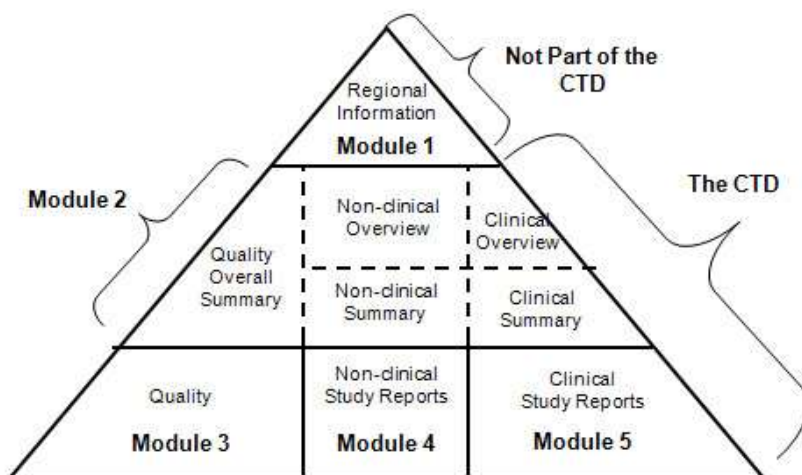 Not Part of the
CTD
Regional
Information
Module 1
The CTD
Module 2
Non-clinical
Overview
Clinical
Overview
Quality
Overall
Summary
Non-clinical
Summary
Clinical
Summary
Quality
Module 3
Non-clinical
Study Reports
Module 4
Clinical
Study Reports
Module 5